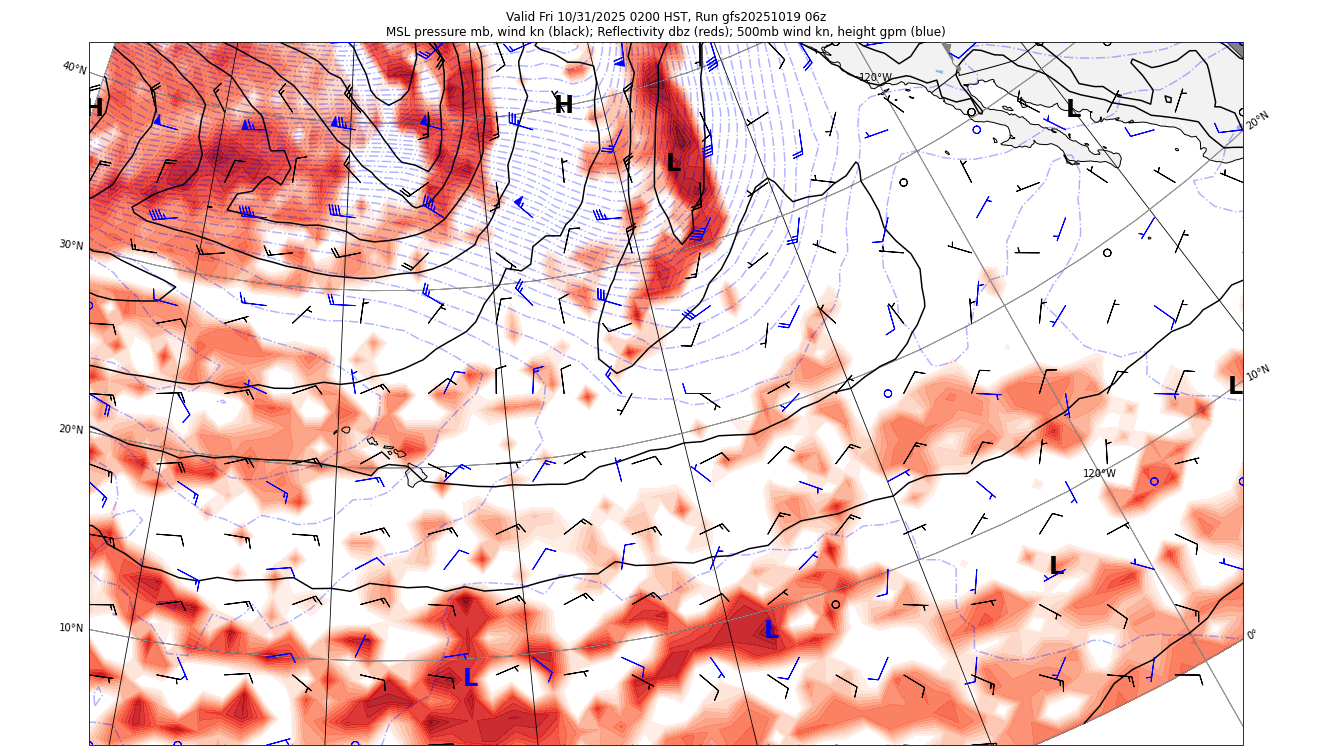 Valid Fri 10/31/2025 0200 HST, Run gfs20251019 06z
MSL pressure mb, wind kn (black); Reflectivity dbz (reds); 500mb wind kn, height gpm (blue)
40°N
120°W
H
H
L
20°N
L
30°N
10°N
L
20°N
120°W
L
10°N
L
0°
L